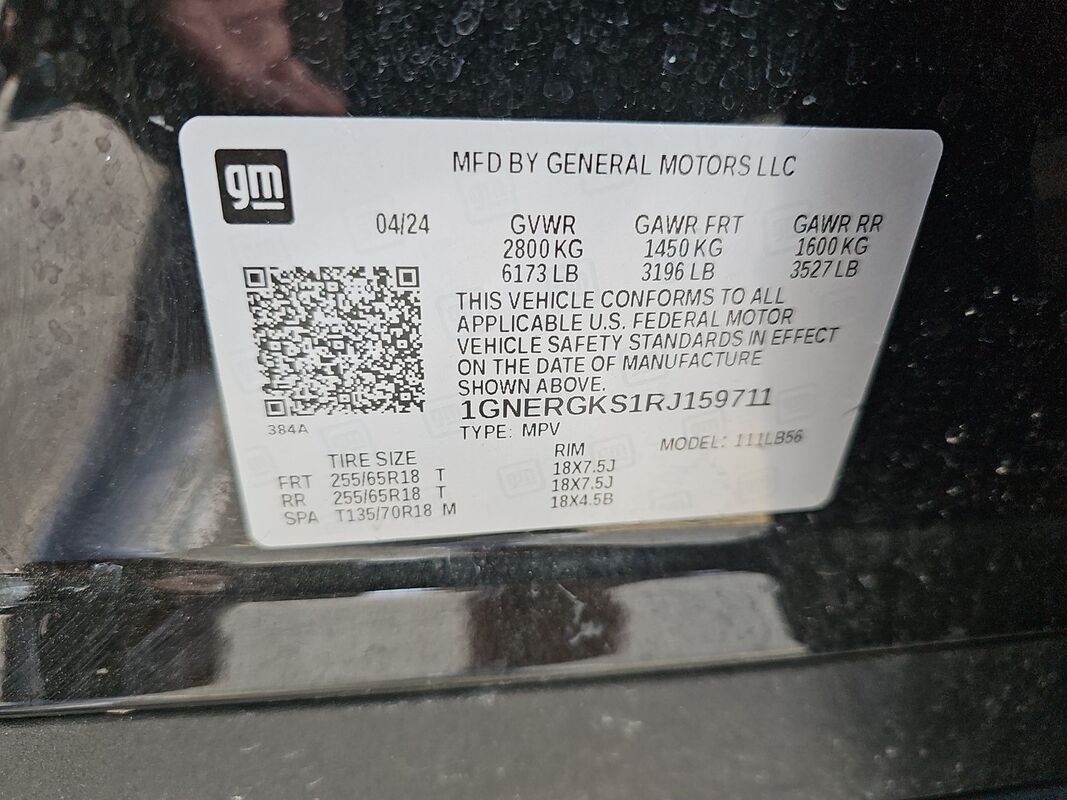 gm
MFD BY GENERAL MOTORS LLC
04/24 GVWR GAWR FRT GAWR RR
2800 KG 1450 KG 1600 KG
6173 LB 3196 LB 3527 LB
THIS VEHICLE CONFORMS TO ALL
APPLICABLE U.S. FEDERAL MOTOR
VEHICLE SAFETY STANDARDS IN EFFECT
ON THE DATE OF MANUFACTURE
SHOWN ABOVE.
1GNERGKS1RJ159711
384A
TYPE: MPV MODEL: 111LB56
TIRE SIZE RIM
FRT 255/65R18 T 18X7.5J
RR 255/65R18 T 18X7.5J
SPA T135/70R18 M 18X4.5B